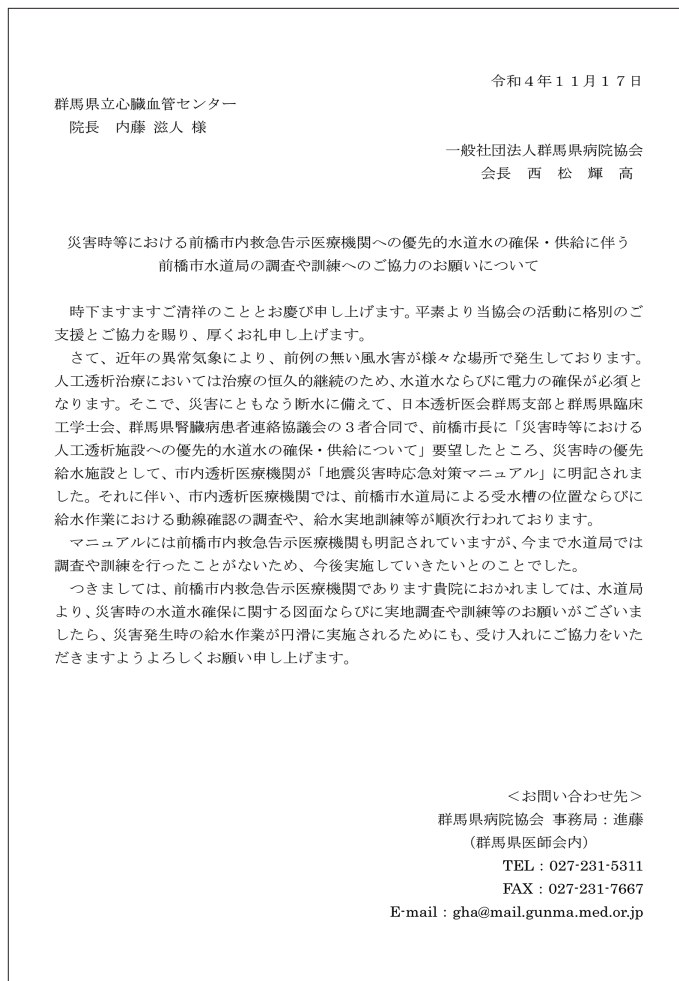 令和４年１１月１７日
群馬県立心臓血管センター
院長　内藤 滋人 様
一般社団法人群馬県病院協会
会長　西　松　輝　高
災害時等における前橋市内救急告示医療機関への優先的水道水の確保・供給に伴う
前橋市水道局の調査や訓練へのご協力のお願いについて
時下ますますご清祥のこととお慶び申し上げます。平素より当協会の活動に格別のご
支援とご協力を賜り、厚くお礼申し上げます。
さて、近年の異常気象により、前例の無い風水害が様々な場所で発生しております。
人工透析治療においては治療の恒久的継続のため、水道水ならびに電力の確保が必須と
なります。そこで、災害にともなう断水に備えて、日本透析医会群馬支部と群馬県臨床
工学士会、群馬県腎臓病患者連絡協議会の３者合同で、前橋市長に「災害時等における
人工透析施設への優先的水道水の確保・供給について」要望したところ、災害時の優先
給水施設として、市内透析医療機関が「地震災害時応急対策マニュアル」に明記されま
した。それに伴い、市内透析医療機関では、前橋市水道局による受水槽の位置ならびに
給水作業における動線確認の調査や、給水実地訓練等が順次行われております。
マニュアルには前橋市内救急告示医療機関も明記されていますが、今まで水道局では
調査や訓練を行ったことがないため、今後実施していきたいとのことでした。
つきましては、前橋市内救急告示医療機関であります貴院におかれましては、水道局
より、災害時の水道水確保に関する図面ならびに実地調査や訓練等のお願いがございま
したら、災害発生時の給水作業が円滑に実施されるためにも、受け入れにご協力をいた
だきますようよろしくお願い申し上げます。
＜お問い合わせ先＞
群馬県病院協会 事務局：進藤
（群馬県医師会内）
TEL：027-231-5311
FAX：027-231-7667
E-mail：gha@mail.gunma.med.or.jp